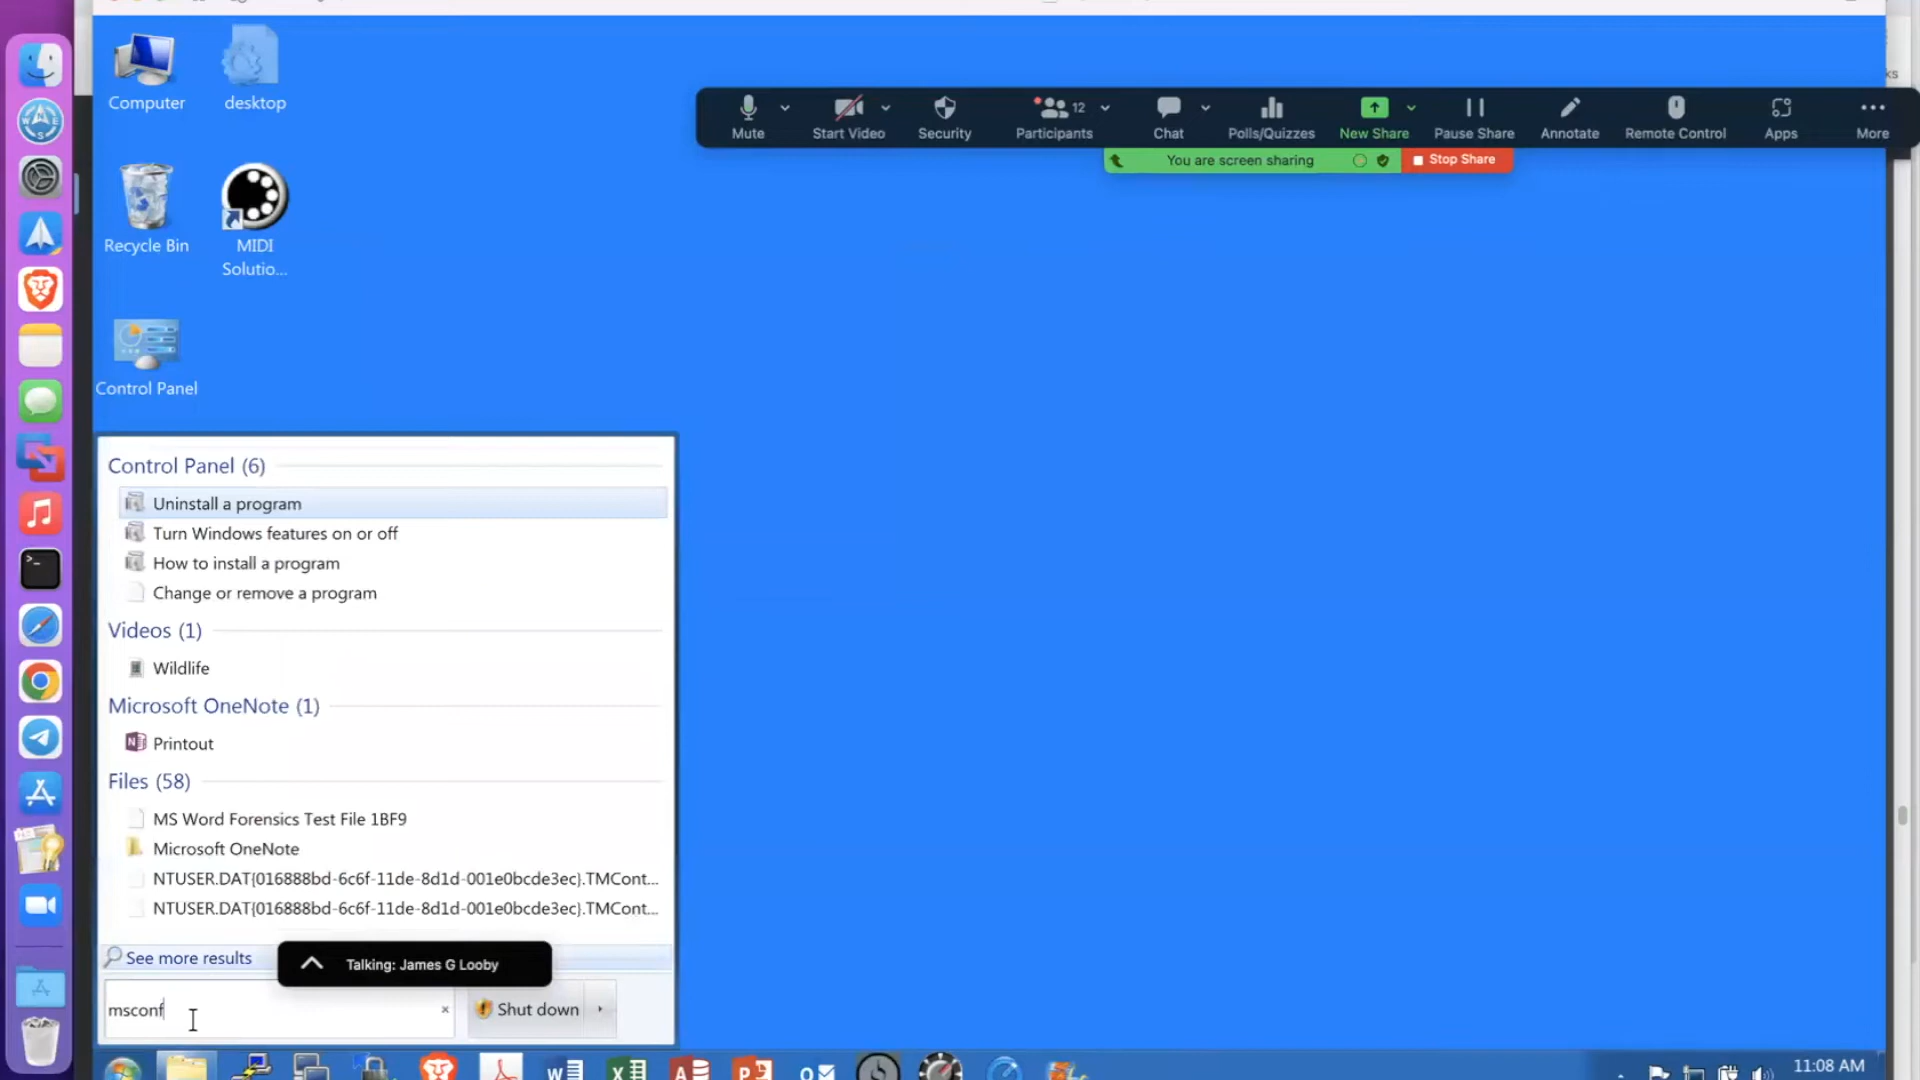 ks
Computer
desktop
Mute
Start Video
Security
Participants
12
Chat
Polls/Quizzes
New Share
Pause Share
Annotate
Remote Control
Apps
More
You are screen sharing
Stop Share
Recycle Bin
MIDI
Solutio...
Control Panel
Control Panel (6)
Uninstall a program
Turn Windows features on or off
How to install a program
Change or remove a program
Videos (1)
Wildlife
Microsoft OneNote (1)
Printout
Files (58)
MS Word Forensics Test File 1BF9
Microsoft OneNote
NTUSER.DAT{016888bd-6c6f-11de-8d1d-001e0bcde3ec}.TMCont...
NTUSER.DAT{016888bd-6c6f-11de-8d1d-001e0bcde3ec}.TMCont...
See more results
Talking: James G Looby
msconf
Shut down
11:08 AM